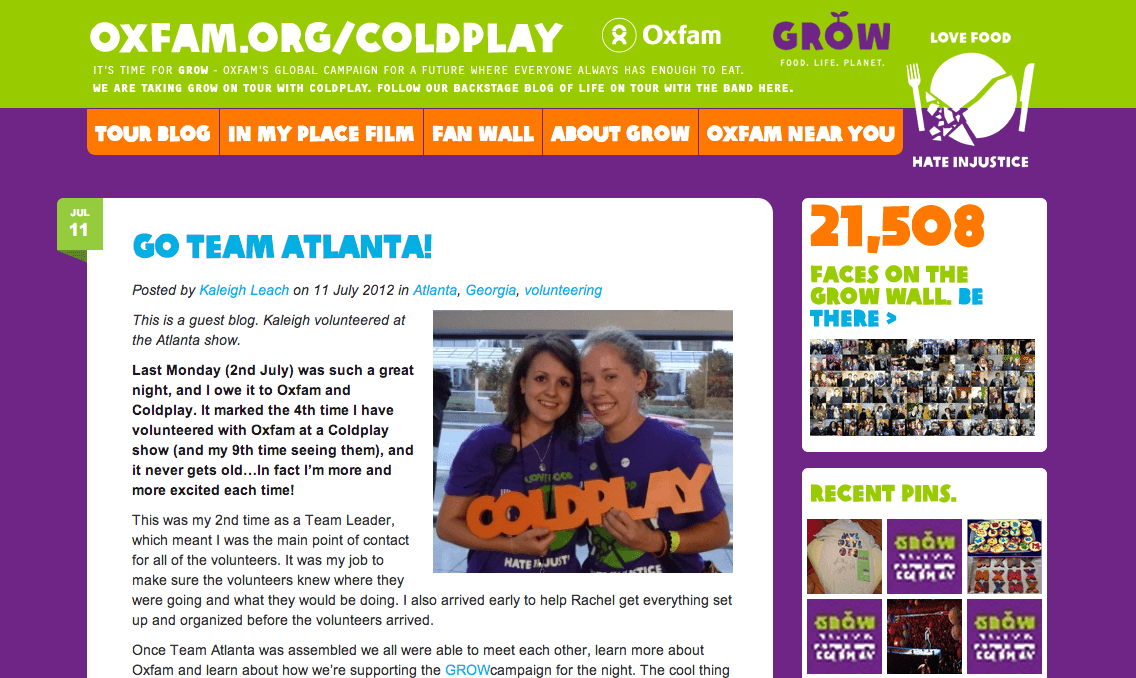 OXFAM.ORG/COLDPLAY
Oxfam
GROW
FOOD. LIFE. PLANET.
LOVE FOOD
HATE INJUSTICE
IT'S TIME FOR GROW - OXFAM'S GLOBAL CAMPAIGN FOR A FUTURE WHERE EVERYONE ALWAYS HAS ENOUGH TO EAT.
WE ARE TAKING GROW ON TOUR WITH COLDPLAY. FOLLOW OUR BACKSTAGE BLOG OF LIFE ON TOUR WITH THE BAND HERE.
TOUR BLOG
IN MY PLACE FILM
FAN WALL
ABOUT GROW
OXFAM NEAR YOU
JUL
11
GO TEAM ATLANTA!
Posted by Kaleigh Leach on 11 July 2012 in Atlanta, Georgia, volunteering
This is a guest blog. Kaleigh volunteered at
the Atlanta show.
Last Monday (2nd July) was such a great
night, and I owe it to Oxfam and
Coldplay. It marked the 4th time I have
volunteered with Oxfam at a Coldplay
show (and my 9th time seeing them), and
it never gets old…In fact I'm more and
more excited each time!
This was my 2nd time as a Team Leader,
which meant I was the main point of contact
for all of the volunteers. It was my job to
make sure the volunteers knew where they
were going and what they would be doing. I also arrived early to help Rachel get everything set
up and organized before the volunteers arrived.
Once Team Atlanta was assembled we all were able to meet each other, learn more about
Oxfam and learn about how we're supporting the GROWcampaign for the night. The cool thing
LOVE FOOD
COLDPLAY
HATE INJUSTI
INJUSTICE
21,508
FACES ON THE
GROW WALL. BE
THERE >
RECENT PINS.
GROW
GROW
GROW